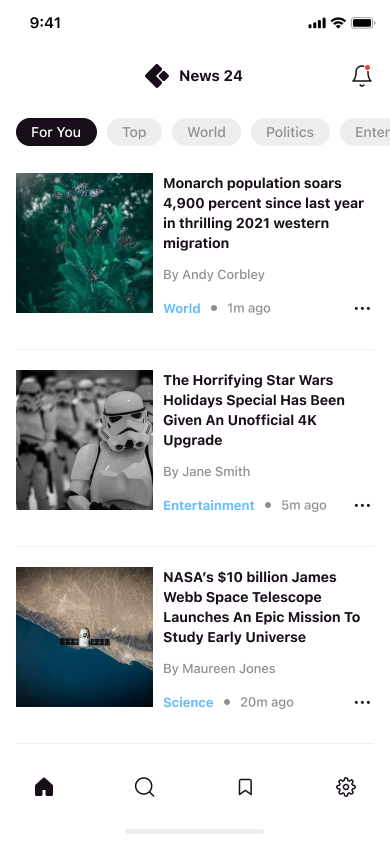 9:41
News 24
For You Top World Politics Enter
Monarch population soars
4,900 percent since last year
in thrilling 2021 western
migration
By Andy Corbley
World • 1m ago
The Horrifying Star Wars
Holidays Special Has Been
Given An Unofficial 4K
Upgrade
By Jane Smith
Entertainment • 5m ago
NASA’s $10 billion James
Webb Space Telescope
Launches An Epic Mission To
Study Early Universe
By Maureen Jones
Science • 20m ago